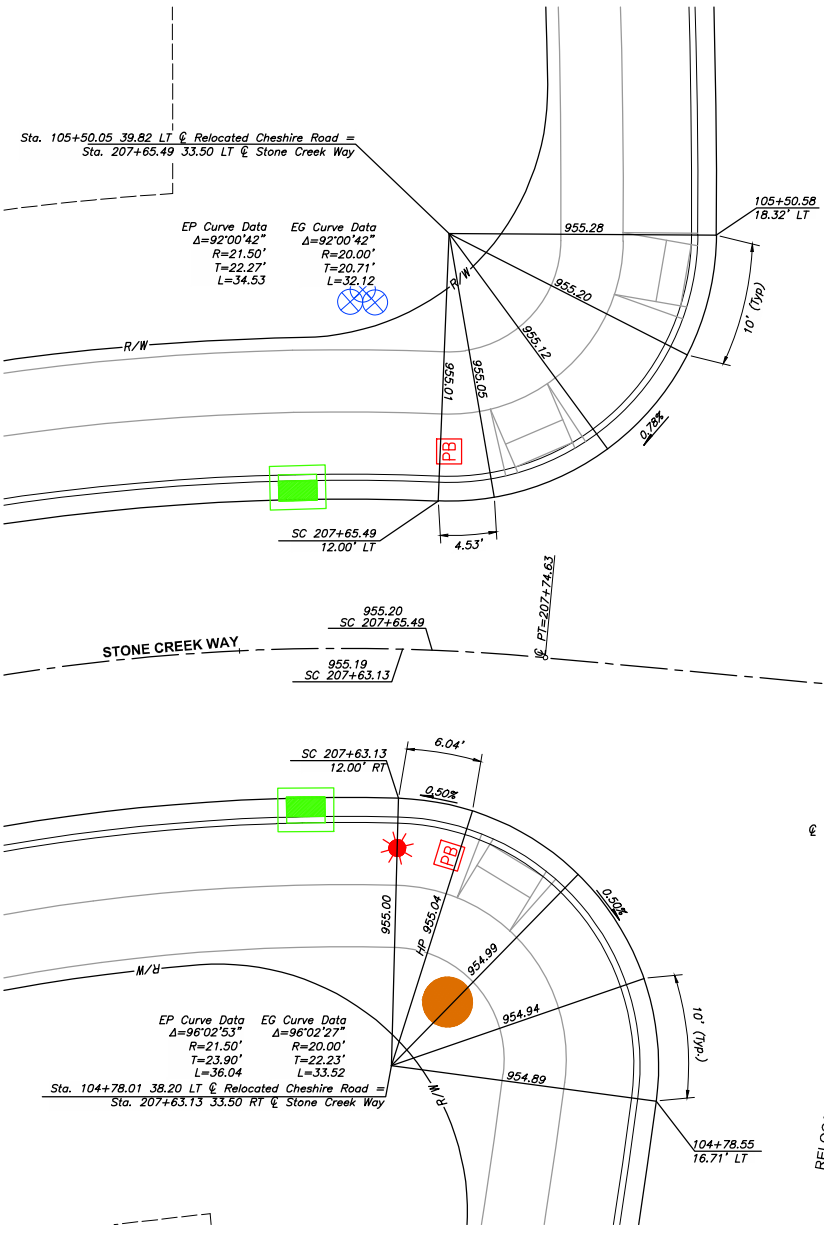 Sta. 105+50.05 39.82 LT ℄ Relocated Cheshire Road =
Sta. 207+65.49 33.50 LT ℄ Stone Creek Way
EP Curve Data
Δ=92°00'42"
R=21.50'
T=22.27'
L=34.53
EG Curve Data
Δ=92°00'42"
R=20.00'
T=20.71'
L=32.12
105+50.58
18.32' LT
955.28
955.20
955.12
955.05
955.01
R/W
R/W
10' (Typ)
0.78%
PB
SC 207+65.49
12.00' LT
4.53'
℄ PT=207+74.63
955.20
SC 207+65.49
STONE CREEK WAY
955.19
SC 207+63.13
SC 207+63.13
12.00' RT
6.04'
0.50%
℄
PB
0.50%
955.00
HP 955.04
954.99
954.94
954.89
R/W
R/W
10' (Typ.)
EP Curve Data
Δ=96°02'53"
R=21.50'
T=23.90'
L=36.04
EG Curve Data
Δ=96°02'27"
R=20.00'
T=22.23'
L=33.52
Sta. 104+78.01 38.20 LT ℄ Relocated Cheshire Road =
Sta. 207+63.13 33.50 RT ℄ Stone Creek Way
104+78.55
16.71' LT